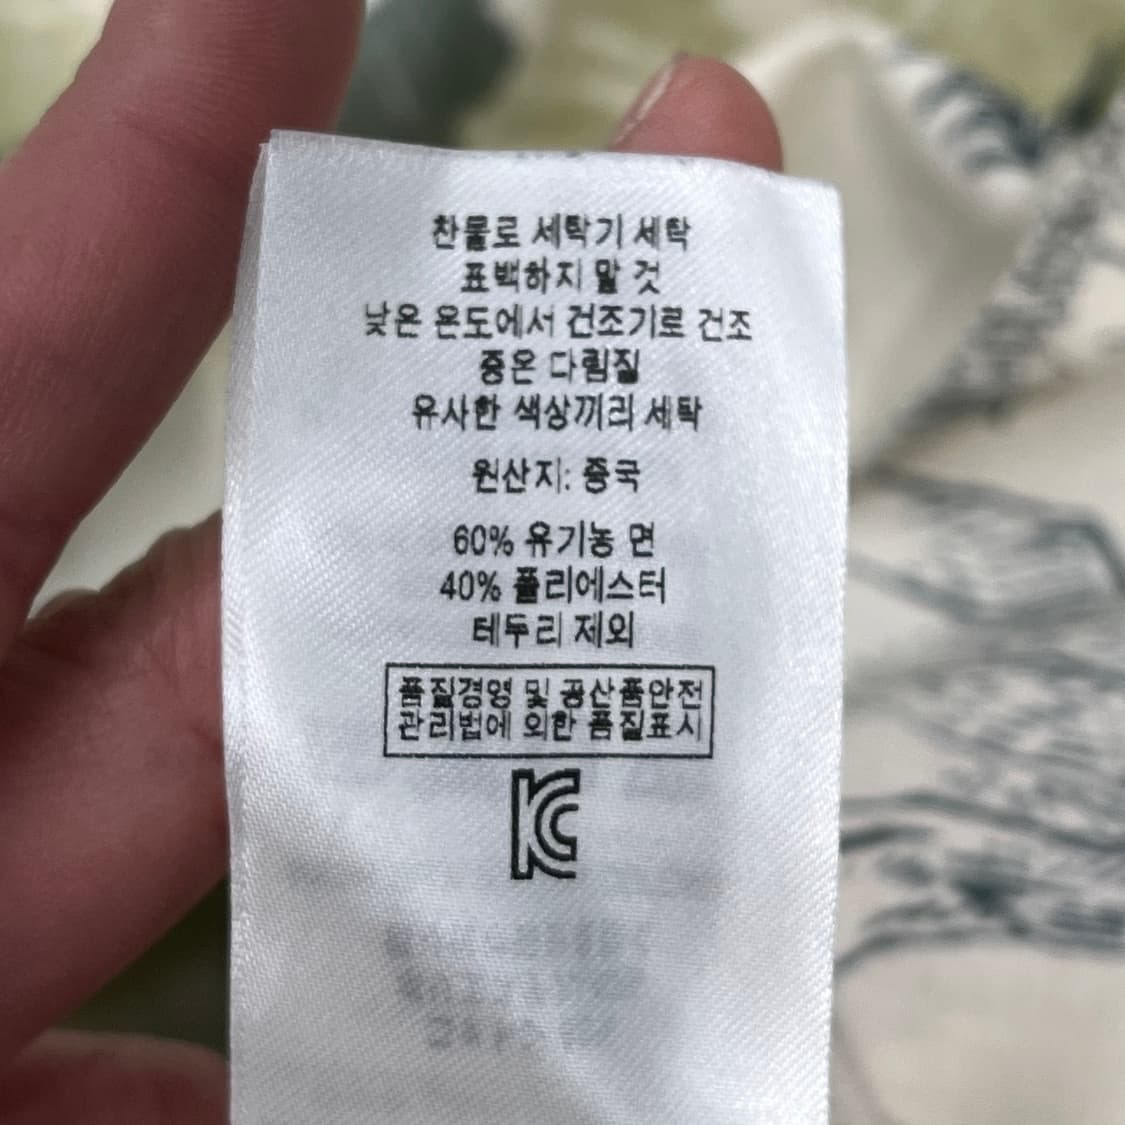 찬물로 세탁기 세탁
표백하지 말 것
낮은 온도에서 건조기로 건조
중온 다림질
유사한 색상끼리 세탁
원산지: 중국
60% 유기농 면
40% 폴리에스터
테두리 제외
품질경영 및 공산품안전
관리법에 의한 품질표시
KC